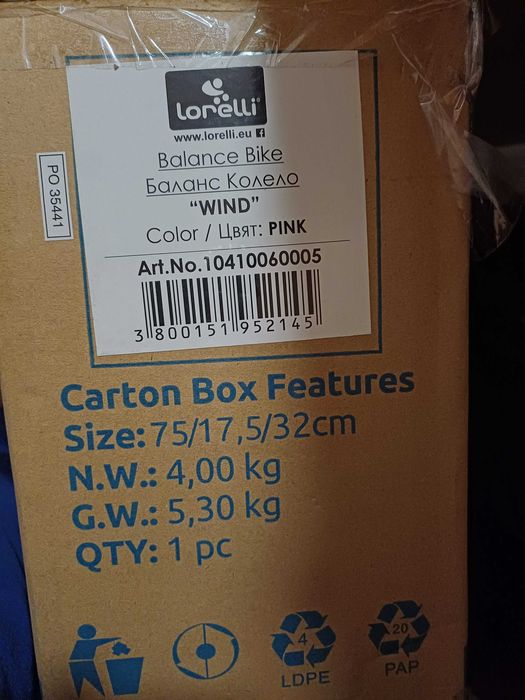 lorelli
www.lorelli.eu f
Balance Bike
Баланс Колело
“WIND”
Color / Цвят: PINK
Art.No.10410060005
3 800151 952145
PO 35441
Carton Box Features
Size: 75/17,5/32cm
N.W.: 4,00 kg
G.W.: 5,30 kg
QTY: 1 pc
4
LDPE
20
PAP